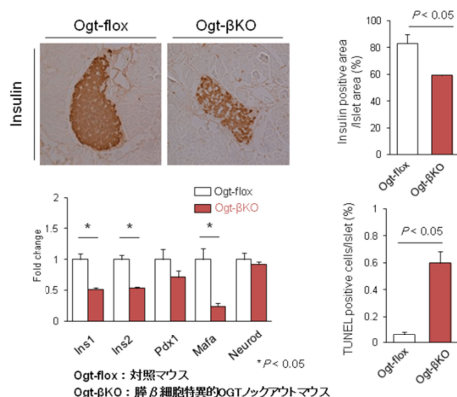 Ogt-flox
Ogt-βKO
Insulin
P < 0.05
Insulin positive area
/Islet area (%)
100
80
60
40
20
0
Ogt-flox
Ogt-βKO
Ogt-flox
Ogt-βKO
Fold change
1.5
1
0.5
0
*
*
*
Ins1
Ins2
Pdx1
Mafa
Neurod
*P < 0.05
P < 0.05
TUNEL positive cells/Islet (%)
0.8
0.6
0.4
0.2
0
Ogt-flox
Ogt-βKO
Ogt-flox:対照マウス
Ogt-βKO:膵β細胞特異的OGTノックアウトマウス